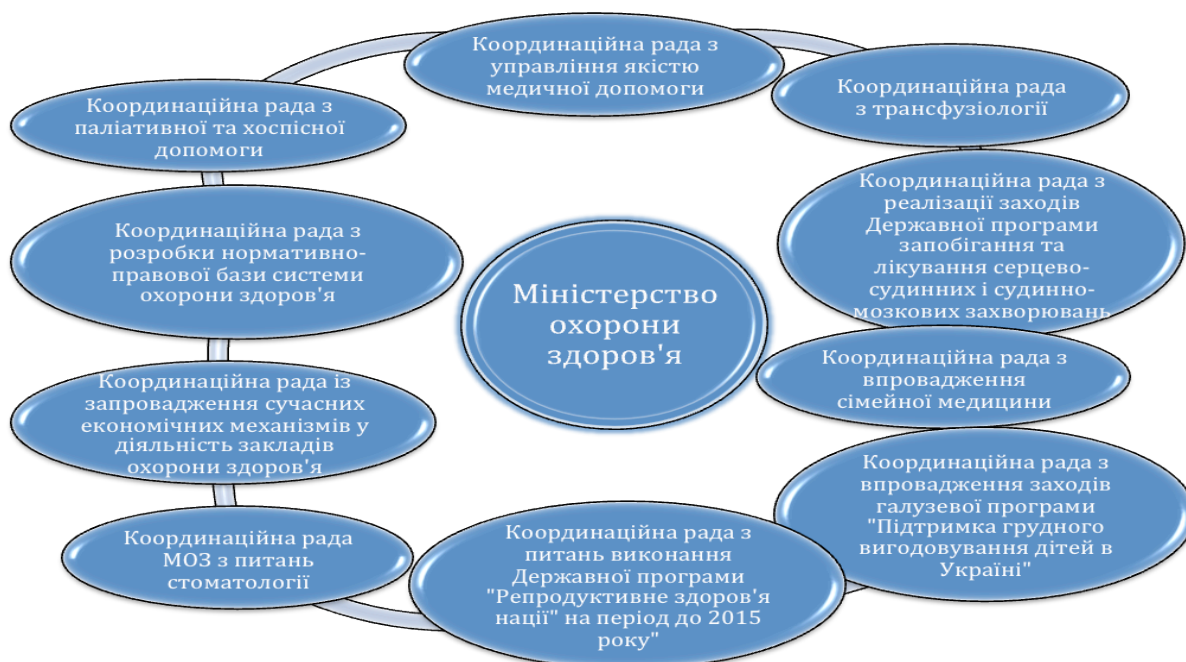 Координаційна рада з
управління якістю
медичної допомоги
Координаційна рада
з трансфузіології
Координаційна рада з
реалізації заходів
Державної програми
запобігання та
лікування серцево-
судинних і судинно-
мозкових захворювань
Координаційна рада з
впровадження
сімейної медицини
Координаційна рада з
впровадження заходів
галузевої програми
"Підтримка грудного
вигодовування дітей в
Україні"
Координаційна рада з
питань виконання
Державної програми
"Репродуктивне здоров'я
нації" на період до 2015
року"
Координаційна рада
МОЗ з питань
стоматології
Координаційна рада із
запровадження сучасних
економічних механізмів у
діяльність закладів
охорони здоров'я
Координаційна рада з
розробки нормативно-
правової бази системи
охорони здоров'я
Координаційна рада з
паліативної та хоспісної
допомоги
Міністерство
охорони
здоров'я